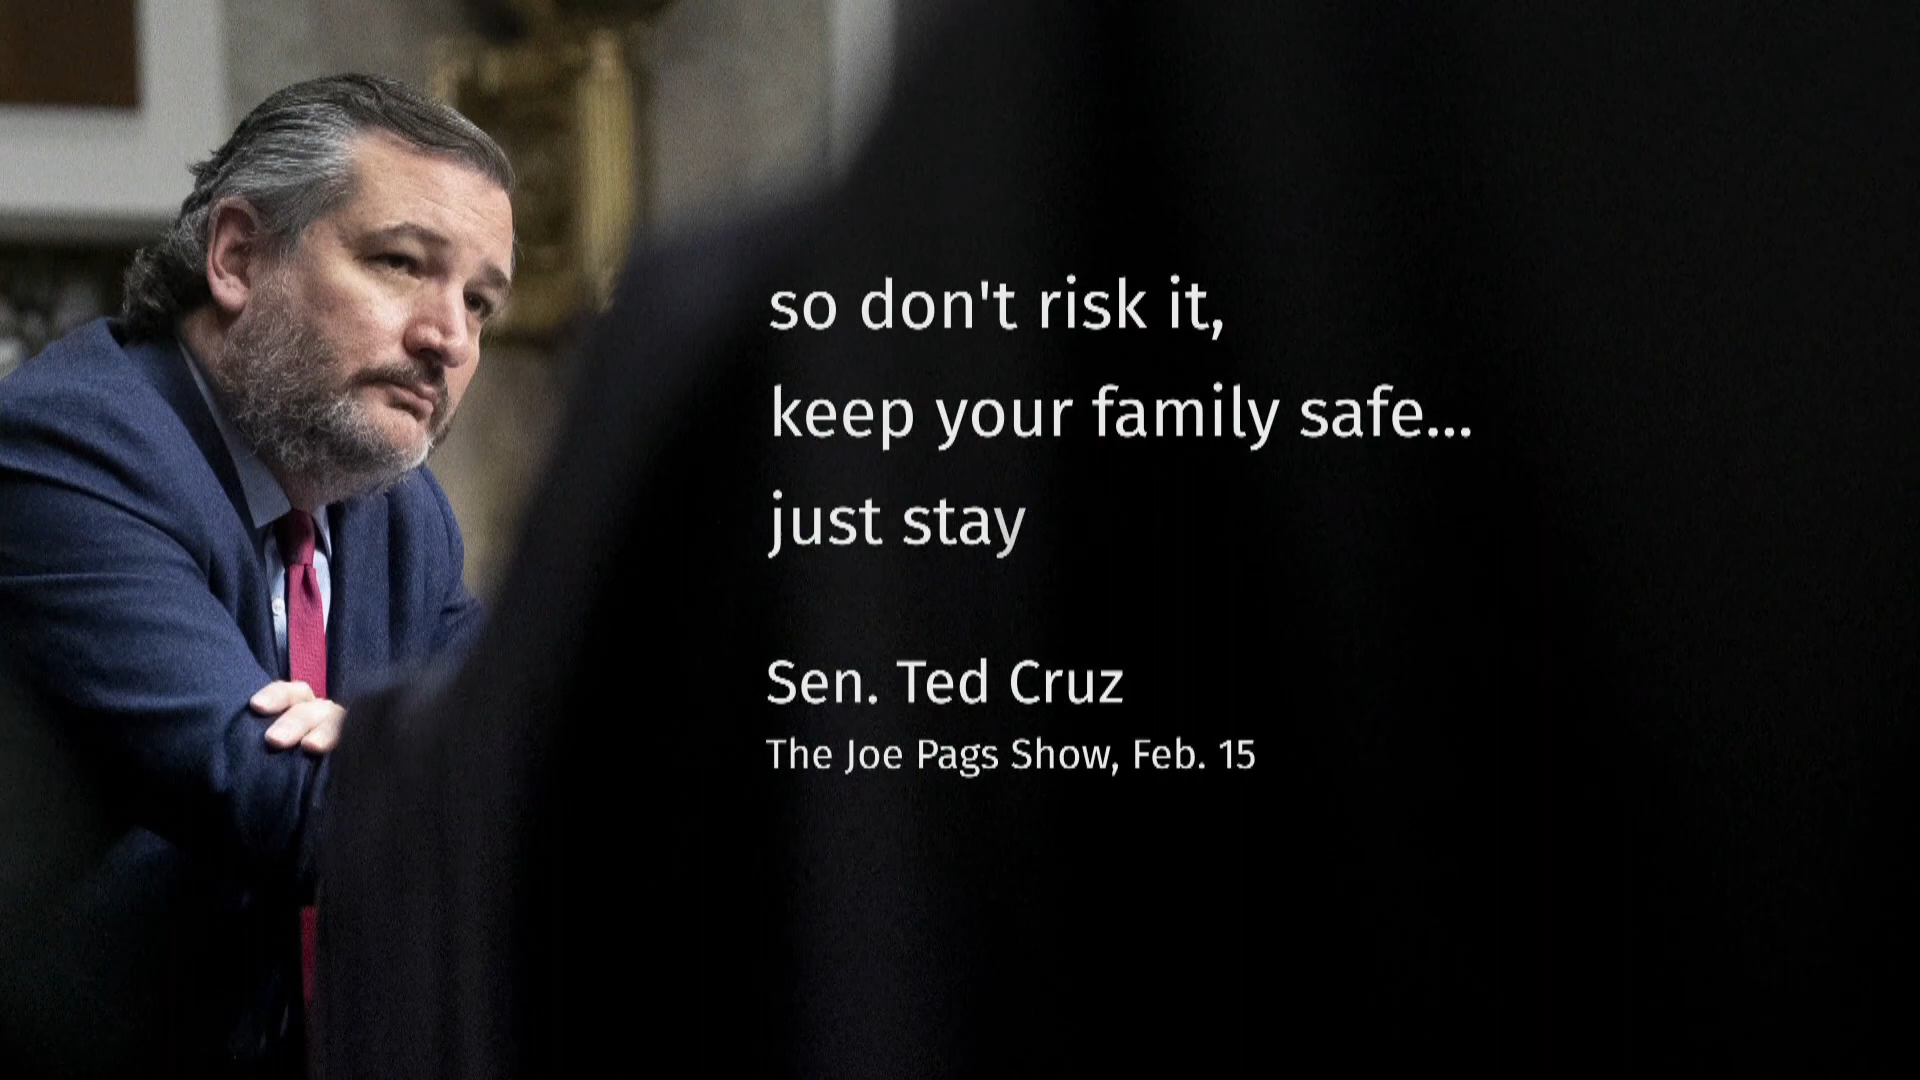 so don't risk it,
keep your family safe...
just stay
Sen. Ted Cruz
The Joe Pags Show, Feb. 15